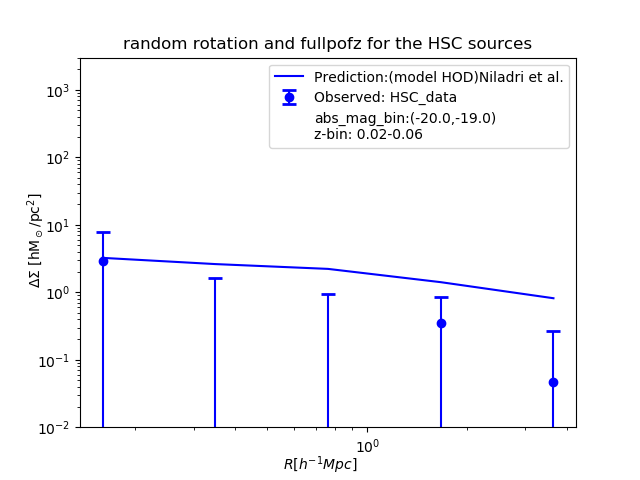 random rotation and fullpofz for the HSC sources
Prediction:(model HOD)Niladri et al.
Observed: HSC_data
abs_mag_bin:(-20.0,-19.0)
z-bin: 0.02-0.06
ΔΣ [hM⊙/pc²]
10³
10²
10¹
10⁰
10⁻¹
10⁻²
10⁰
R[h⁻¹Mpc]